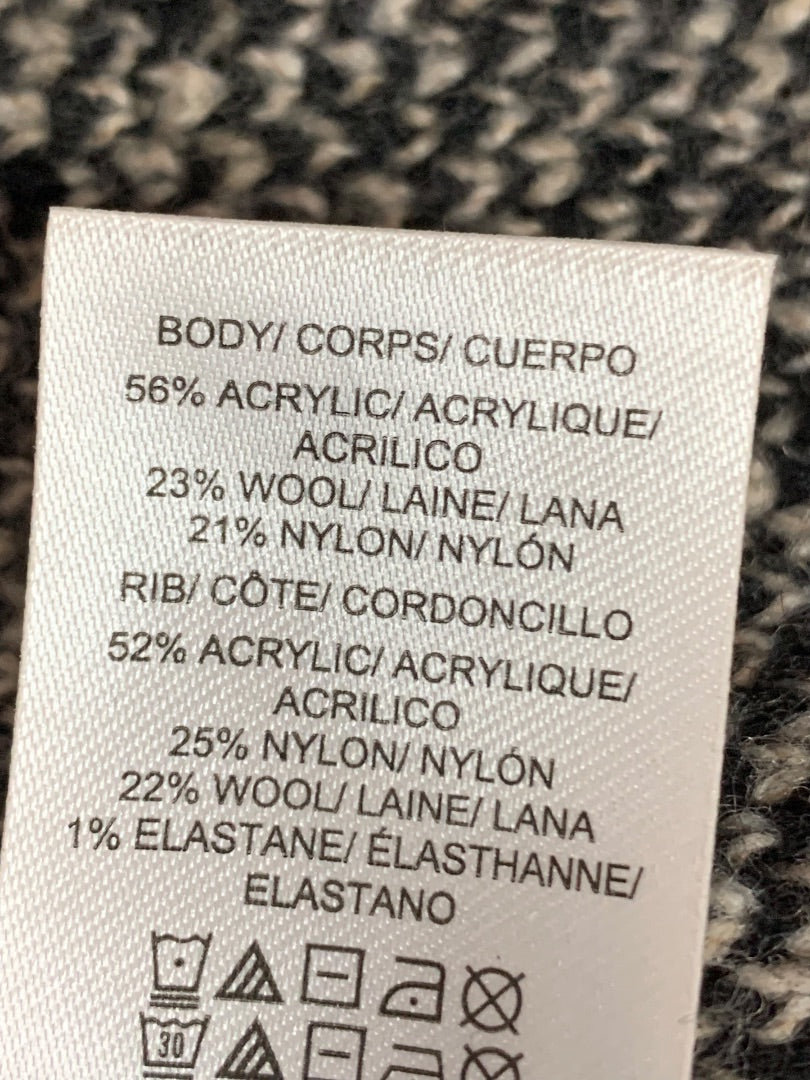 BODY/ CORPS/ CUERPO
56% ACRYLIC/ ACRYLIQUE/
ACRILICO
23% WOOL/ LAINE/ LANA
21% NYLON/ NYLÓN
RIB/ CÔTE/ CORDONCILLO
52% ACRYLIC/ ACRYLIQUE/
ACRILICO
25% NYLON/ NYLÓN
22% WOOL/ LAINE/ LANA
1% ELASTANE/ ÉLASTHANNE/
ELASTANO
30